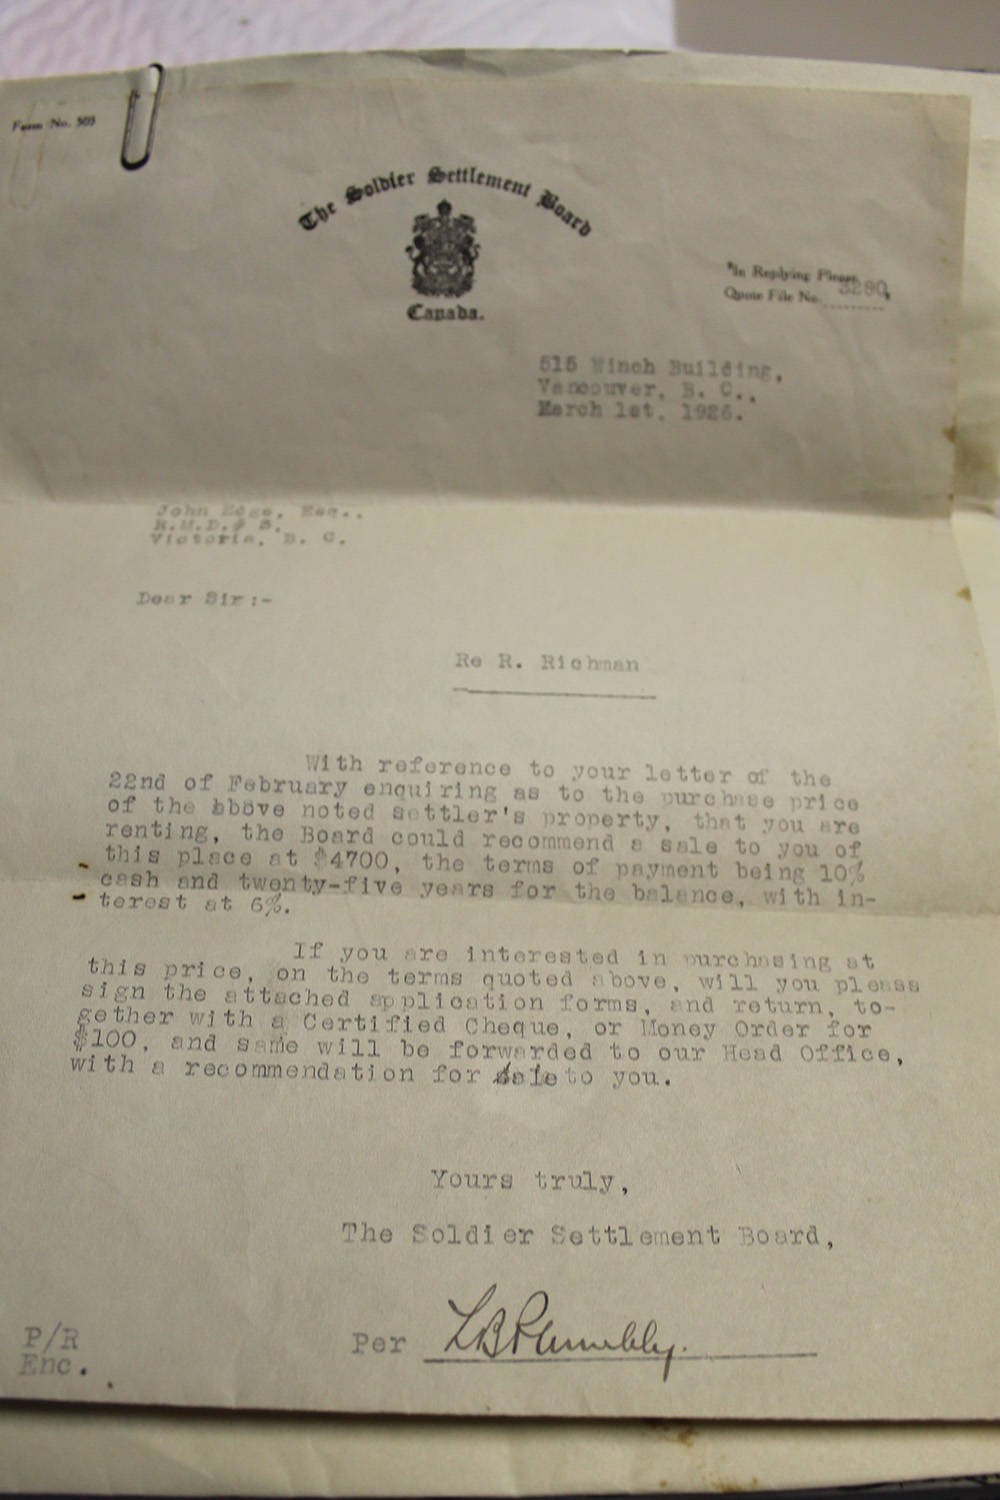 Form No. 503
The Soldier Settlement Board
Canada.
"In Replying Please
Quote File No. 3280
515 Winch Building,
Vancouver, B. C.,
March 1st, 1926.
John Edge, Esq.,
R.M.D.# 3,
Victoria, B. C.
Dear Sir:-
Re R. Richman
With reference to your letter of the
22nd of February enquiring as to the purchase price
of the above noted settler's property, that you are
renting, the Board could recommend a sale to you of
this place at $4700, the terms of payment being 10%
cash and twenty-five years for the balance, with in-
terest at 6%.
If you are interested in purchasing at
this price, on the terms quoted above, will you please
sign the attached application forms, and return, to-
gether with a Certified Cheque, or Money Order for
$100, and same will be forwarded to our Head Office,
with a recommendation for sale to you.
Yours truly,
The Soldier Settlement Board,
P/R
Enc.
Per